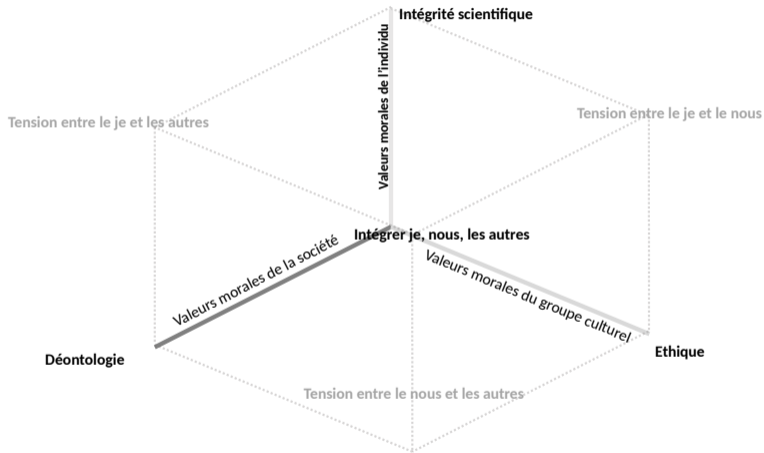 Intégrité scientifique
Valeurs morales de l'individu
Tension entre le je et les autres
Tension entre le je et le nous
Intégrer je, nous, les autres
Valeurs morales de la société
Valeurs morales du groupe culturel
Déontologie
Ethique
Tension entre le nous et les autres